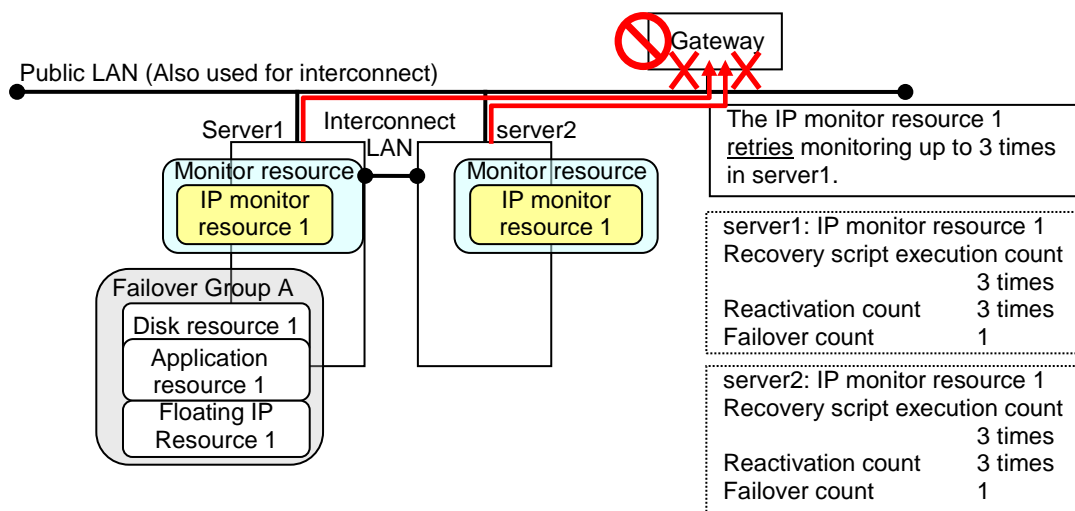 Gateway
Public LAN (Also used for interconnect)
Server1
Interconnect
LAN
server2
The IP monitor resource 1
retries monitoring up to 3 times
in server1.
Monitor resource
IP monitor
resource 1
Monitor resource
IP monitor
resource 1
server1: IP monitor resource 1
Recovery script execution count
3 times
Reactivation count 3 times
Failover count 1
Failover Group A
Disk resource 1
Application
resource 1
Floating IP
Resource 1
server2: IP monitor resource 1
Recovery script execution count
3 times
Reactivation count 3 times
Failover count 1